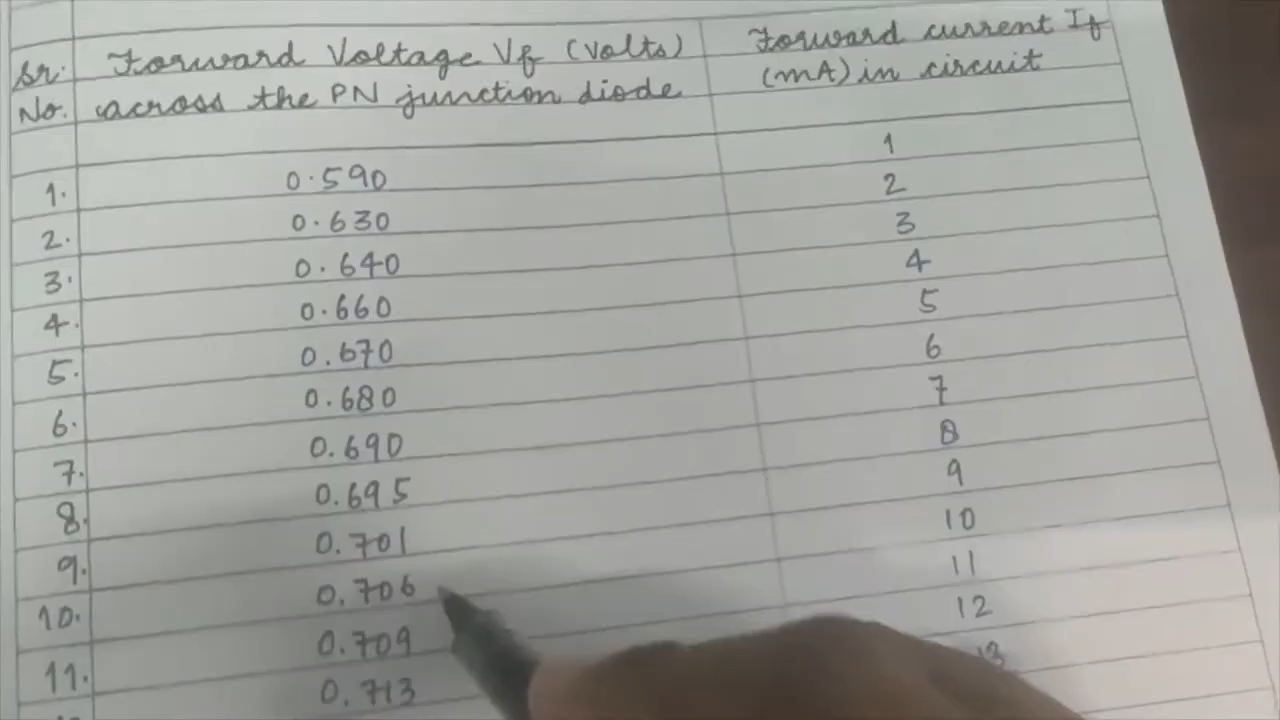 Sr. No. Forward Voltage Vf (Volts) across the PN junction diode Forward current If (mA) in circuit
1. 0.590 1
2. 0.630 2
3. 0.640 3
4. 0.660 4
5. 0.670 5
6. 0.680 6
7. 0.690 7
8. 0.695 8
9. 0.701 9
10. 0.706 10
11. 0.709 11
0.713 12
13